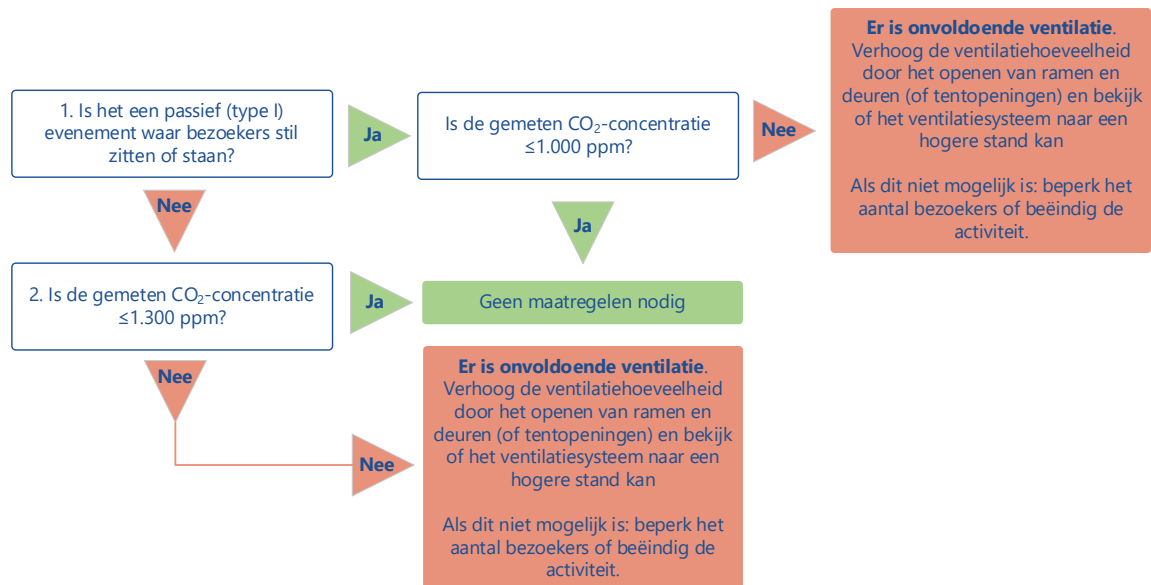 1. Is het een passief (type I)
evenement waar bezoekers stil
zitten of staan?
Ja
Is de gemeten CO₂-concentratie
≤1.000 ppm?
Nee
Er is onvoldoende ventilatie.
Verhoog de ventilatiehoeveelheid
door het openen van ramen en
deuren (of tentopeningen) en bekijk
of het ventilatiesysteem naar een
hogere stand kan
Als dit niet mogelijk is: beperk het
aantal bezoekers of beëindig de
activiteit.
Nee
Ja
2. Is de gemeten CO₂-concentratie
≤1.300 ppm?
Ja
Geen maatregelen nodig
Nee
Nee
Er is onvoldoende ventilatie.
Verhoog de ventilatiehoeveelheid
door het openen van ramen en
deuren (of tentopeningen) en bekijk
of het ventilatiesysteem naar een
hogere stand kan
Als dit niet mogelijk is: beperk het
aantal bezoekers of beëindig de
activiteit.